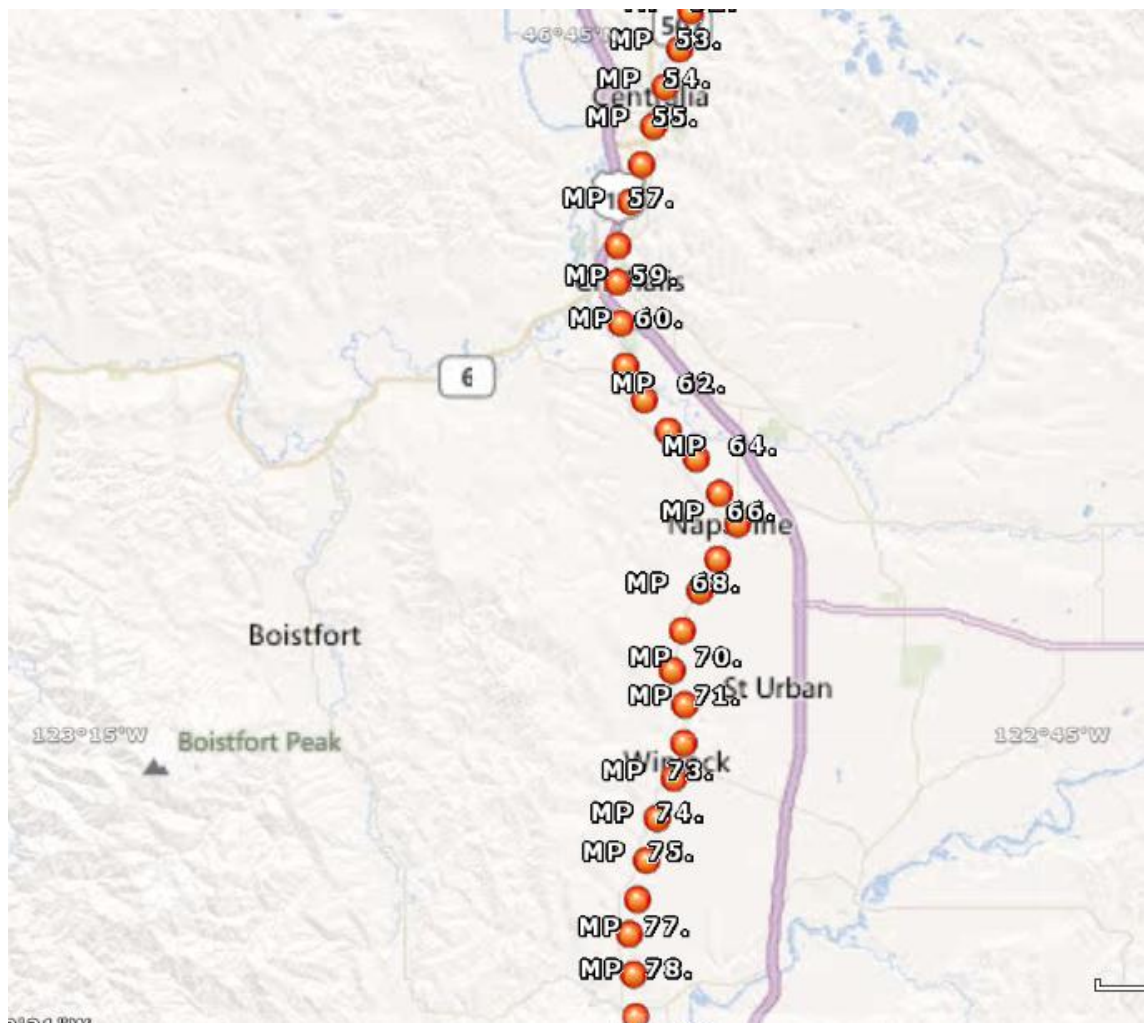 46°45'N
MP 53.
MP 54.
Centralia
MP 55.
MP 57.
MP 59.
MP 60.
6
MP 62.
MP 64.
MP 66.
MP 68.
Boistfort
MP 70.
St Urban
MP 71.
123°15'W
122°45'W
Boistfort Peak
MP 73.
MP 74.
MP 75.
MP 77.
MP 78.